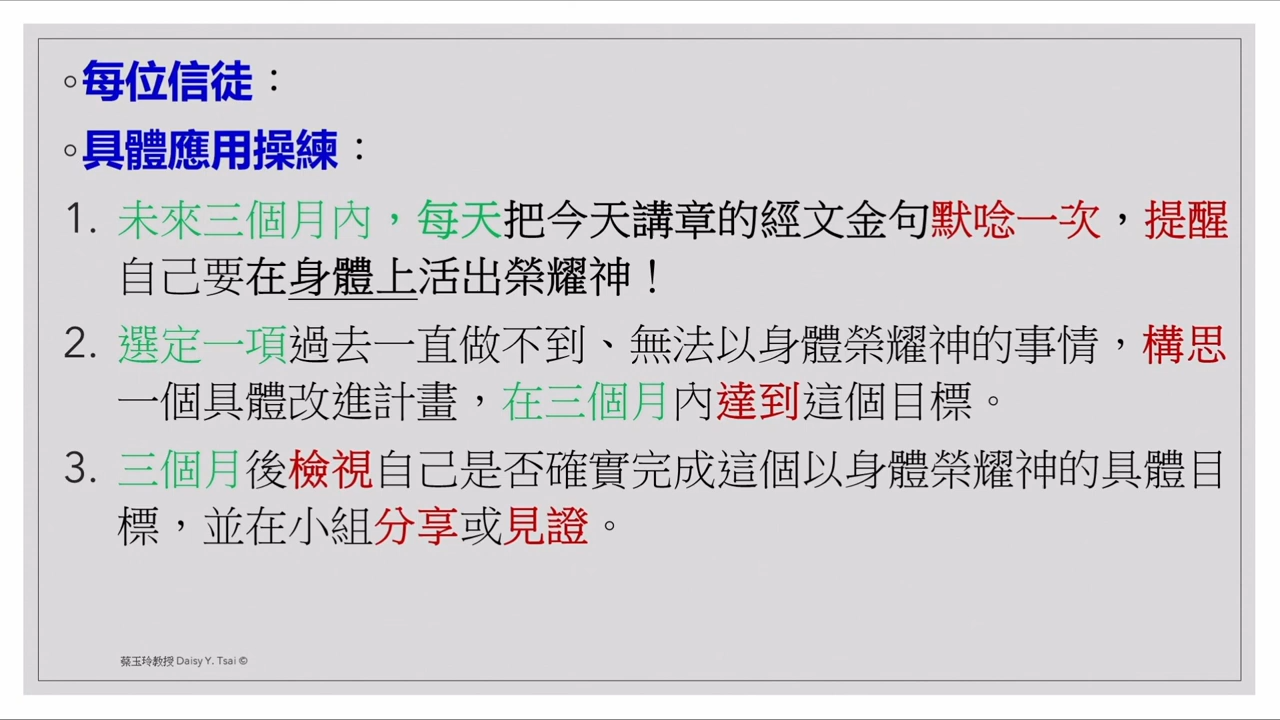 ◦每位信徒：
◦具體應用操練：
1. 未來三個月內，每天把今天講章的經文金句默唸一次，提醒
自己要在身體上活出榮耀神！
2. 選定一項過去一直做不到、無法以身體榮耀神的事情，構思
一個具體改進計畫，在三個月內達到這個目標。
3. 三個月後檢視自己是否確實完成這個以身體榮耀神的具體目
標，並在小組分享或見證。
蔡玉玲教授 Daisy Y. Tsai ©